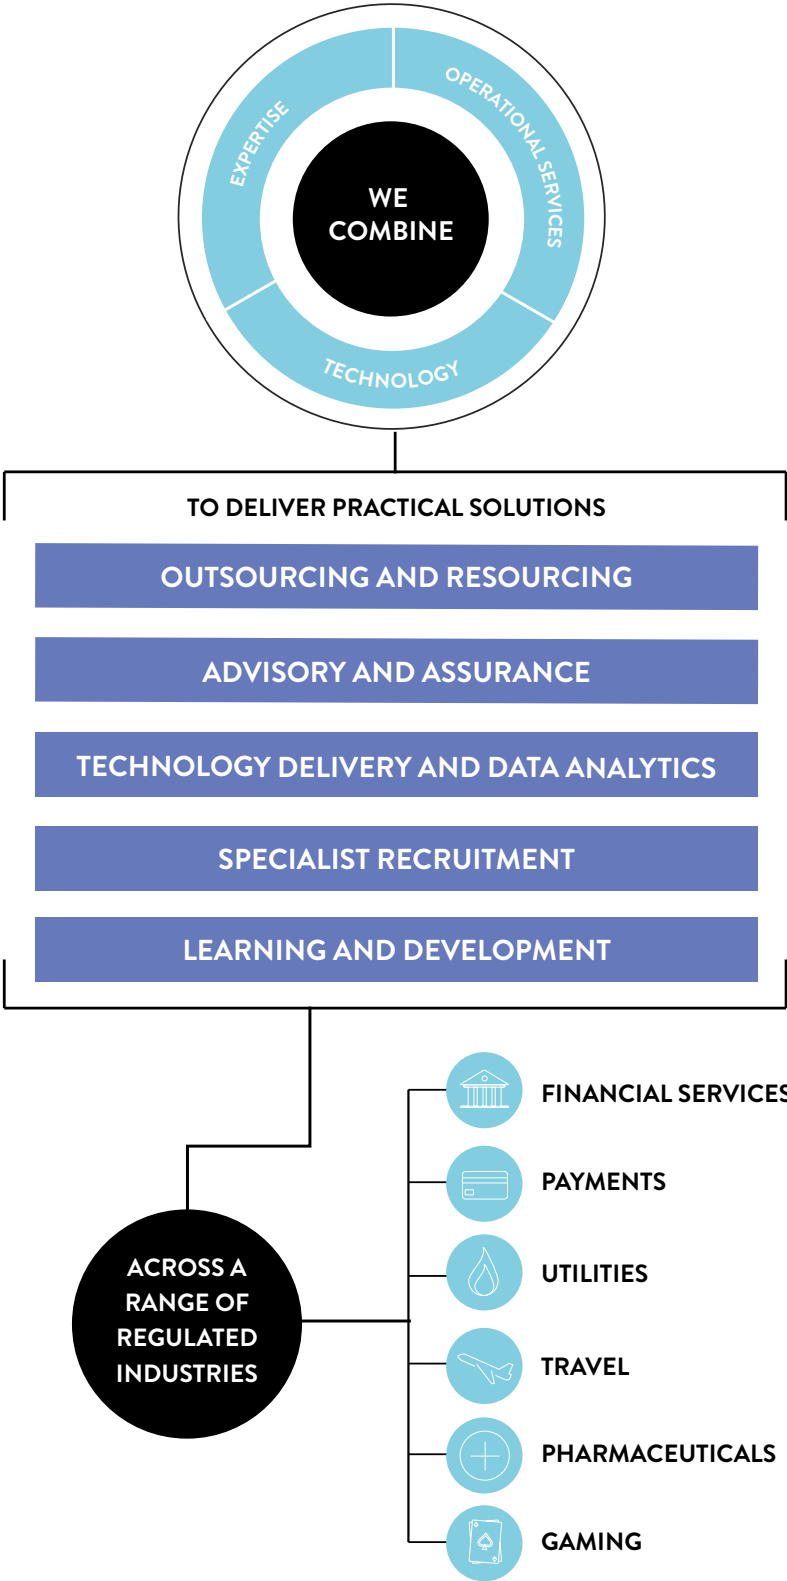 EXPERTISE
OPERATIONAL SERVICES
WE
COMBINE
TECHNOLOGY
TO DELIVER PRACTICAL SOLUTIONS
OUTSOURCING AND RESOURCING
ADVISORY AND ASSURANCE
TECHNOLOGY DELIVERY AND DATA ANALYTICS
SPECIALIST RECRUITMENT
LEARNING AND DEVELOPMENT
ACROSS A
RANGE OF
REGULATED
INDUSTRIES
FINANCIAL SERVICES
PAYMENTS
UTILITIES
TRAVEL
PHARMACEUTICALS
GAMING